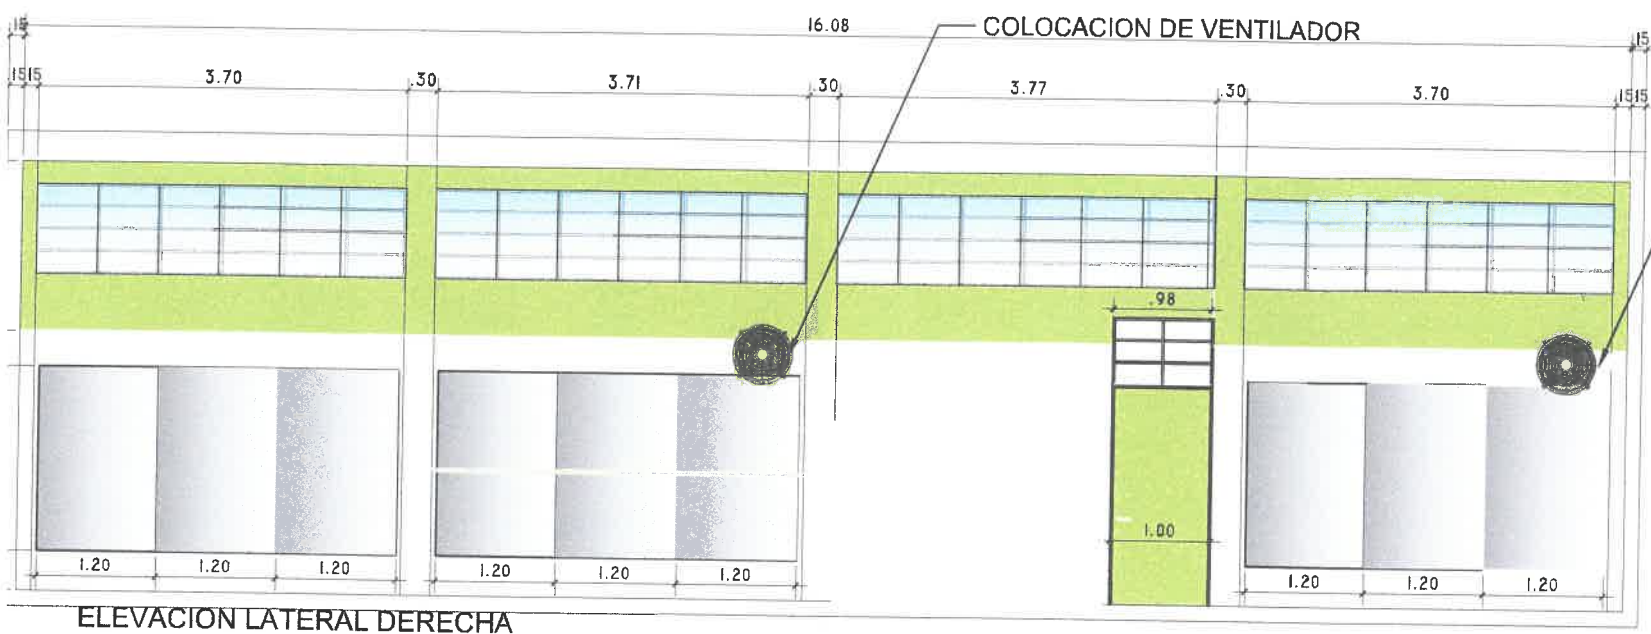 .15 16.08 COLOCACION DE VENTILADOR .15
.15 .15 3.70 .30 3.71 .30 3.77 .30 3.70 .15 .15
.98
1.00
1.20 1.20 1.20 1.20 1.20 1.20 1.20 1.20 1.20
ELEVACION LATERAL DERECHA